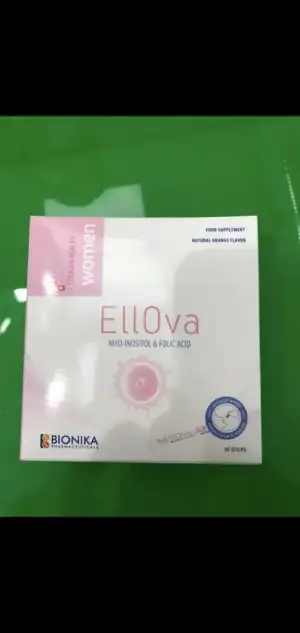 FOOD SUPPLEMENT
NATURAL ORANGE FLAVOR
women
EllOva
MYO-INOSITOL & FOLIC ACID
BIONIKA
PHARMACEUTICALS
30 STICKS